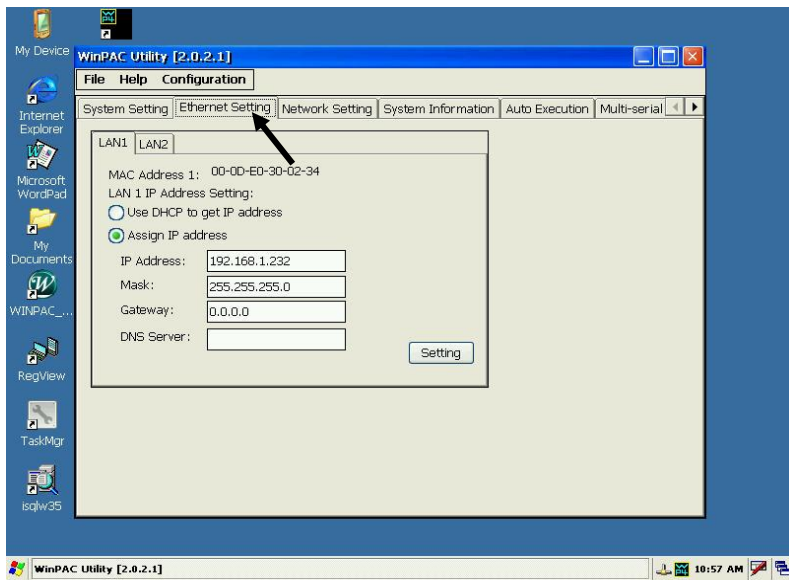 My Device
WinPAC Utility [2.0.2.1]
File Help Configuration
System Setting Ethernet Setting Network Setting System Information Auto Execution Multi-serial
Internet
Explorer
LAN1 LAN2
MAC Address 1: 00-0D-E0-30-02-34
Microsoft
WordPad
LAN 1 IP Address Setting:
Use DHCP to get IP address
Assign IP address
My
Documents
IP Address: 192.168.1.232
Mask: 255.255.255.0
Gateway: 0.0.0.0
WINPAC_...
DNS Server:
Setting
RegView
TaskMgr
isqlw35
WinPAC Utility [2.0.2.1] 10:57 AM